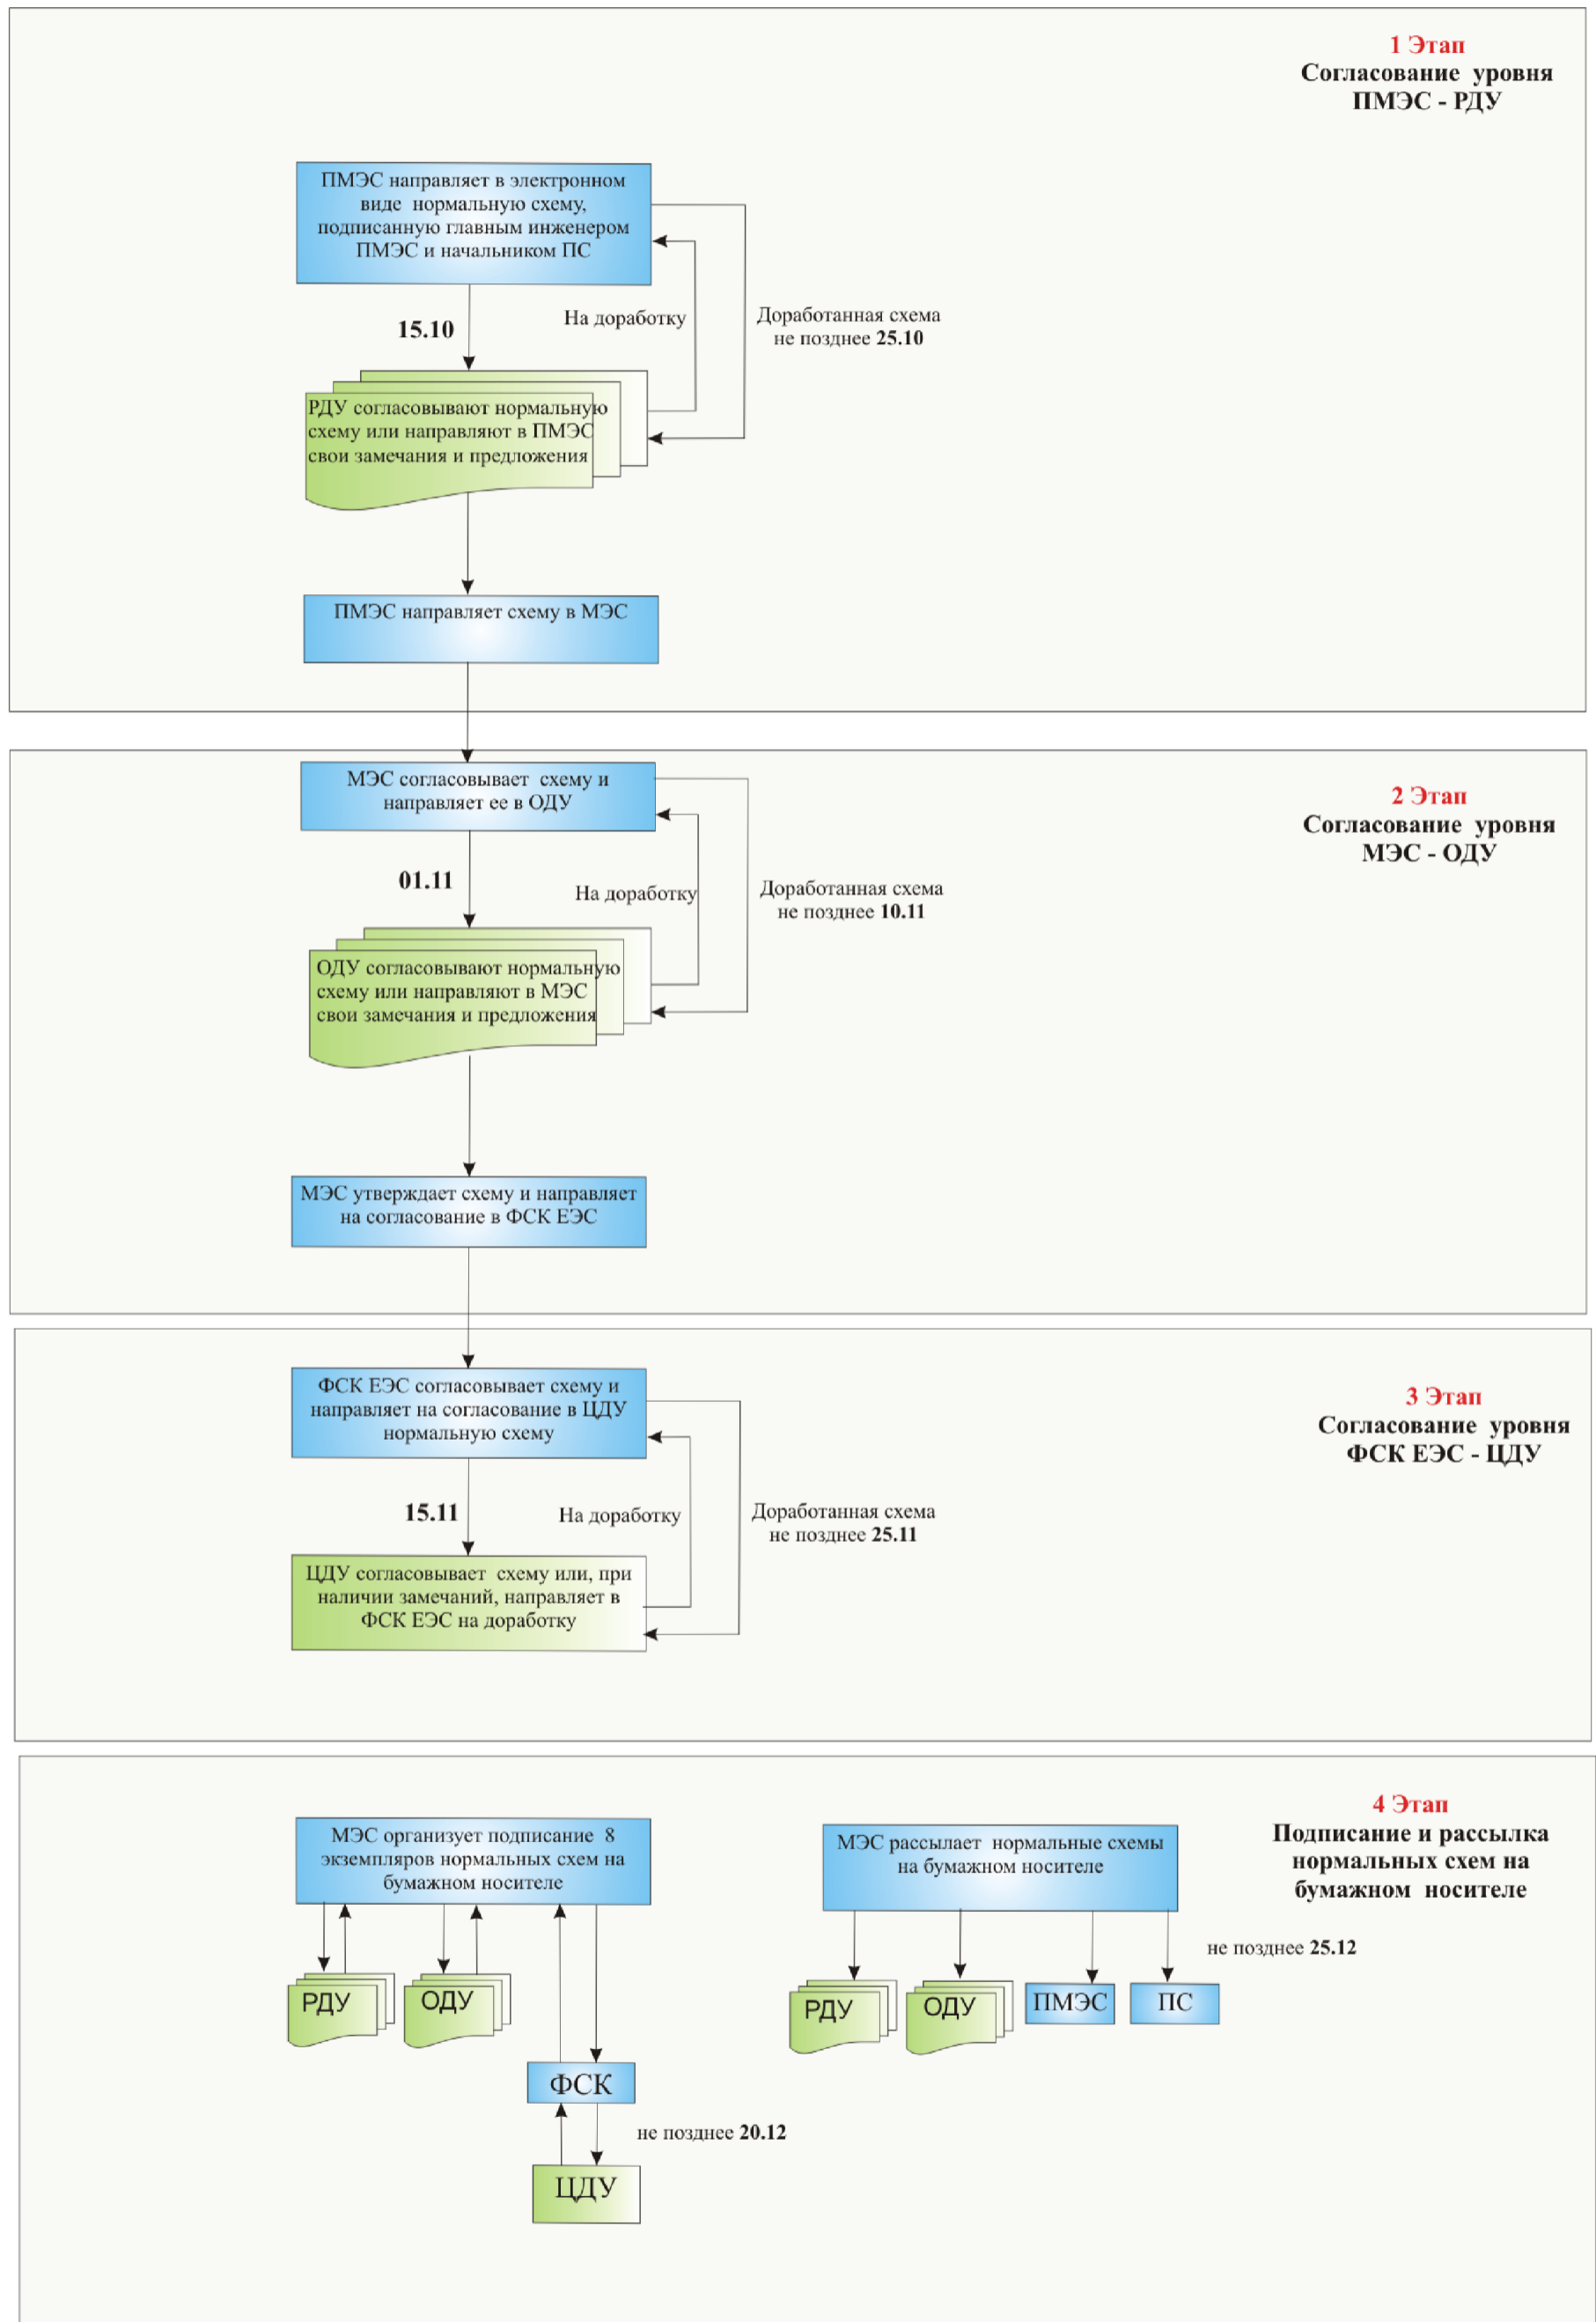 1 Этап
Согласование уровня
ПМЭС - РДУ
ПМЭС направляет в электронном
виде нормальную схему,
подписанную главным инженером
ПМЭС и начальником ПС
15.10
На доработку
Доработанная схема
не позднее 25.10
РДУ согласовывают нормальную
схему или направляют в ПМЭС
свои замечания и предложения
ПМЭС направляет схему в МЭС
2 Этап
Согласование уровня
МЭС - ОДУ
МЭС согласовывает схему и
направляет ее в ОДУ
01.11
На доработку
Доработанная схема
не позднее 10.11
ОДУ согласовывают нормальную
схему или направляют в МЭС
свои замечания и предложения
МЭС утверждает схему и направляет
на согласование в ФСК ЕЭС
3 Этап
Согласование уровня
ФСК ЕЭС - ЦДУ
ФСК ЕЭС согласовывает схему и
направляет на согласование в ЦДУ
нормальную схему
15.11
На доработку
Доработанная схема
не позднее 25.11
ЦДУ согласовывает схему или, при
наличии замечаний, направляет в
ФСК ЕЭС на доработку
4 Этап
Подписание и рассылка
нормальных схем на
бумажном носителе
МЭС организует подписание 8
экземпляров нормальных схем на
бумажном носителе
РДУ
ОДУ
ФСК
не позднее 20.12
ЦДУ
МЭС рассылает нормальные схемы
на бумажном носителе
не позднее 25.12
РДУ
ОДУ
ПМЭС
ПС